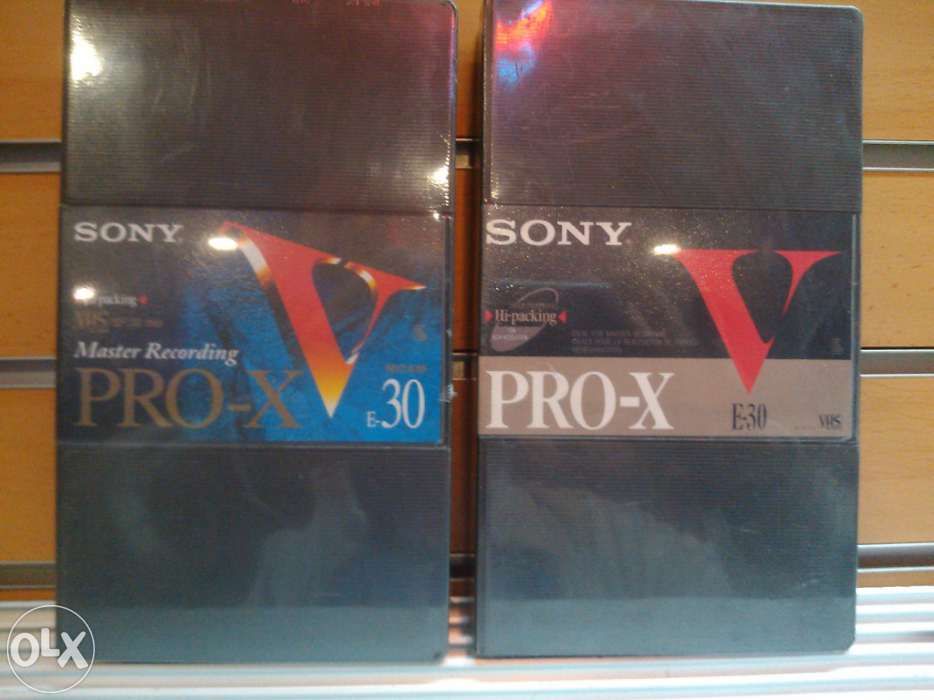 SONY
Hi-packing
VHS
Master Recording
PRO-X
V
E-30
SONY
V
Hi-packing
PRO-X
E-30
VHS
OLX